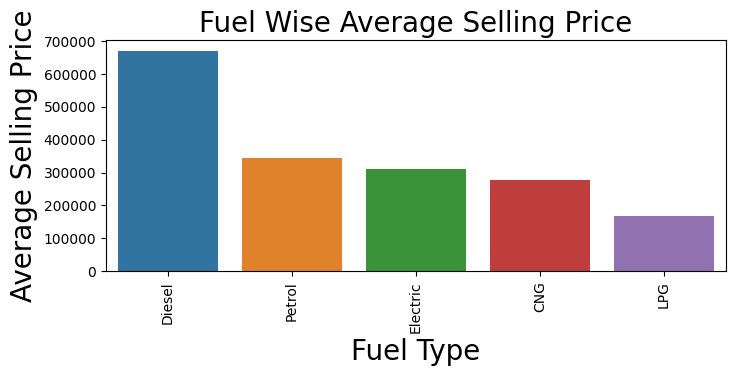 Fuel Wise Average Selling Price
Average Selling Price
700000
600000
500000
400000
300000
200000
100000
0
Diesel
Petrol
Electric
CNG
LPG
Fuel Type